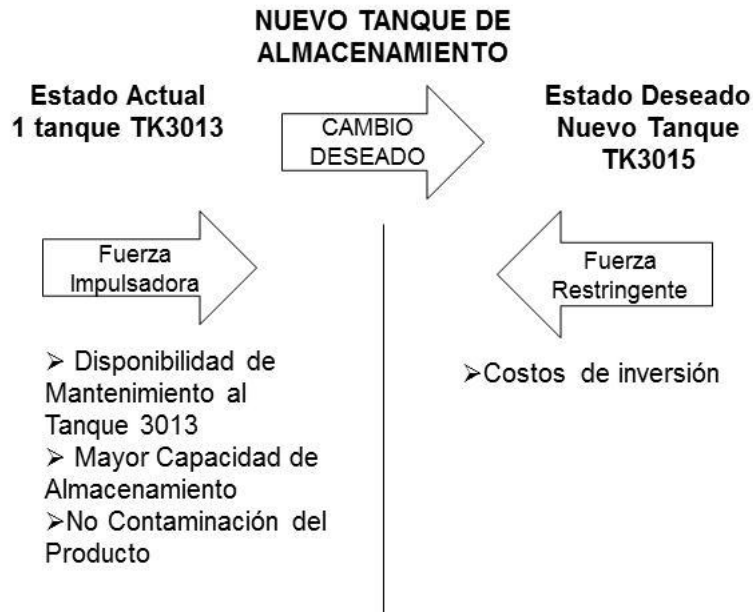 NUEVO TANQUE DE
ALMACENAMIENTO
Estado Actual
1 tanque TK3013
CAMBIO
DESEADO
Estado Deseado
Nuevo Tanque
TK3015
Fuerza
Impulsadora
Fuerza
Restringente
➢ Disponibilidad de
Mantenimiento al
Tanque 3013
➢ Mayor Capacidad de
Almacenamiento
➢No Contaminación del
Producto
➢Costos de inversión